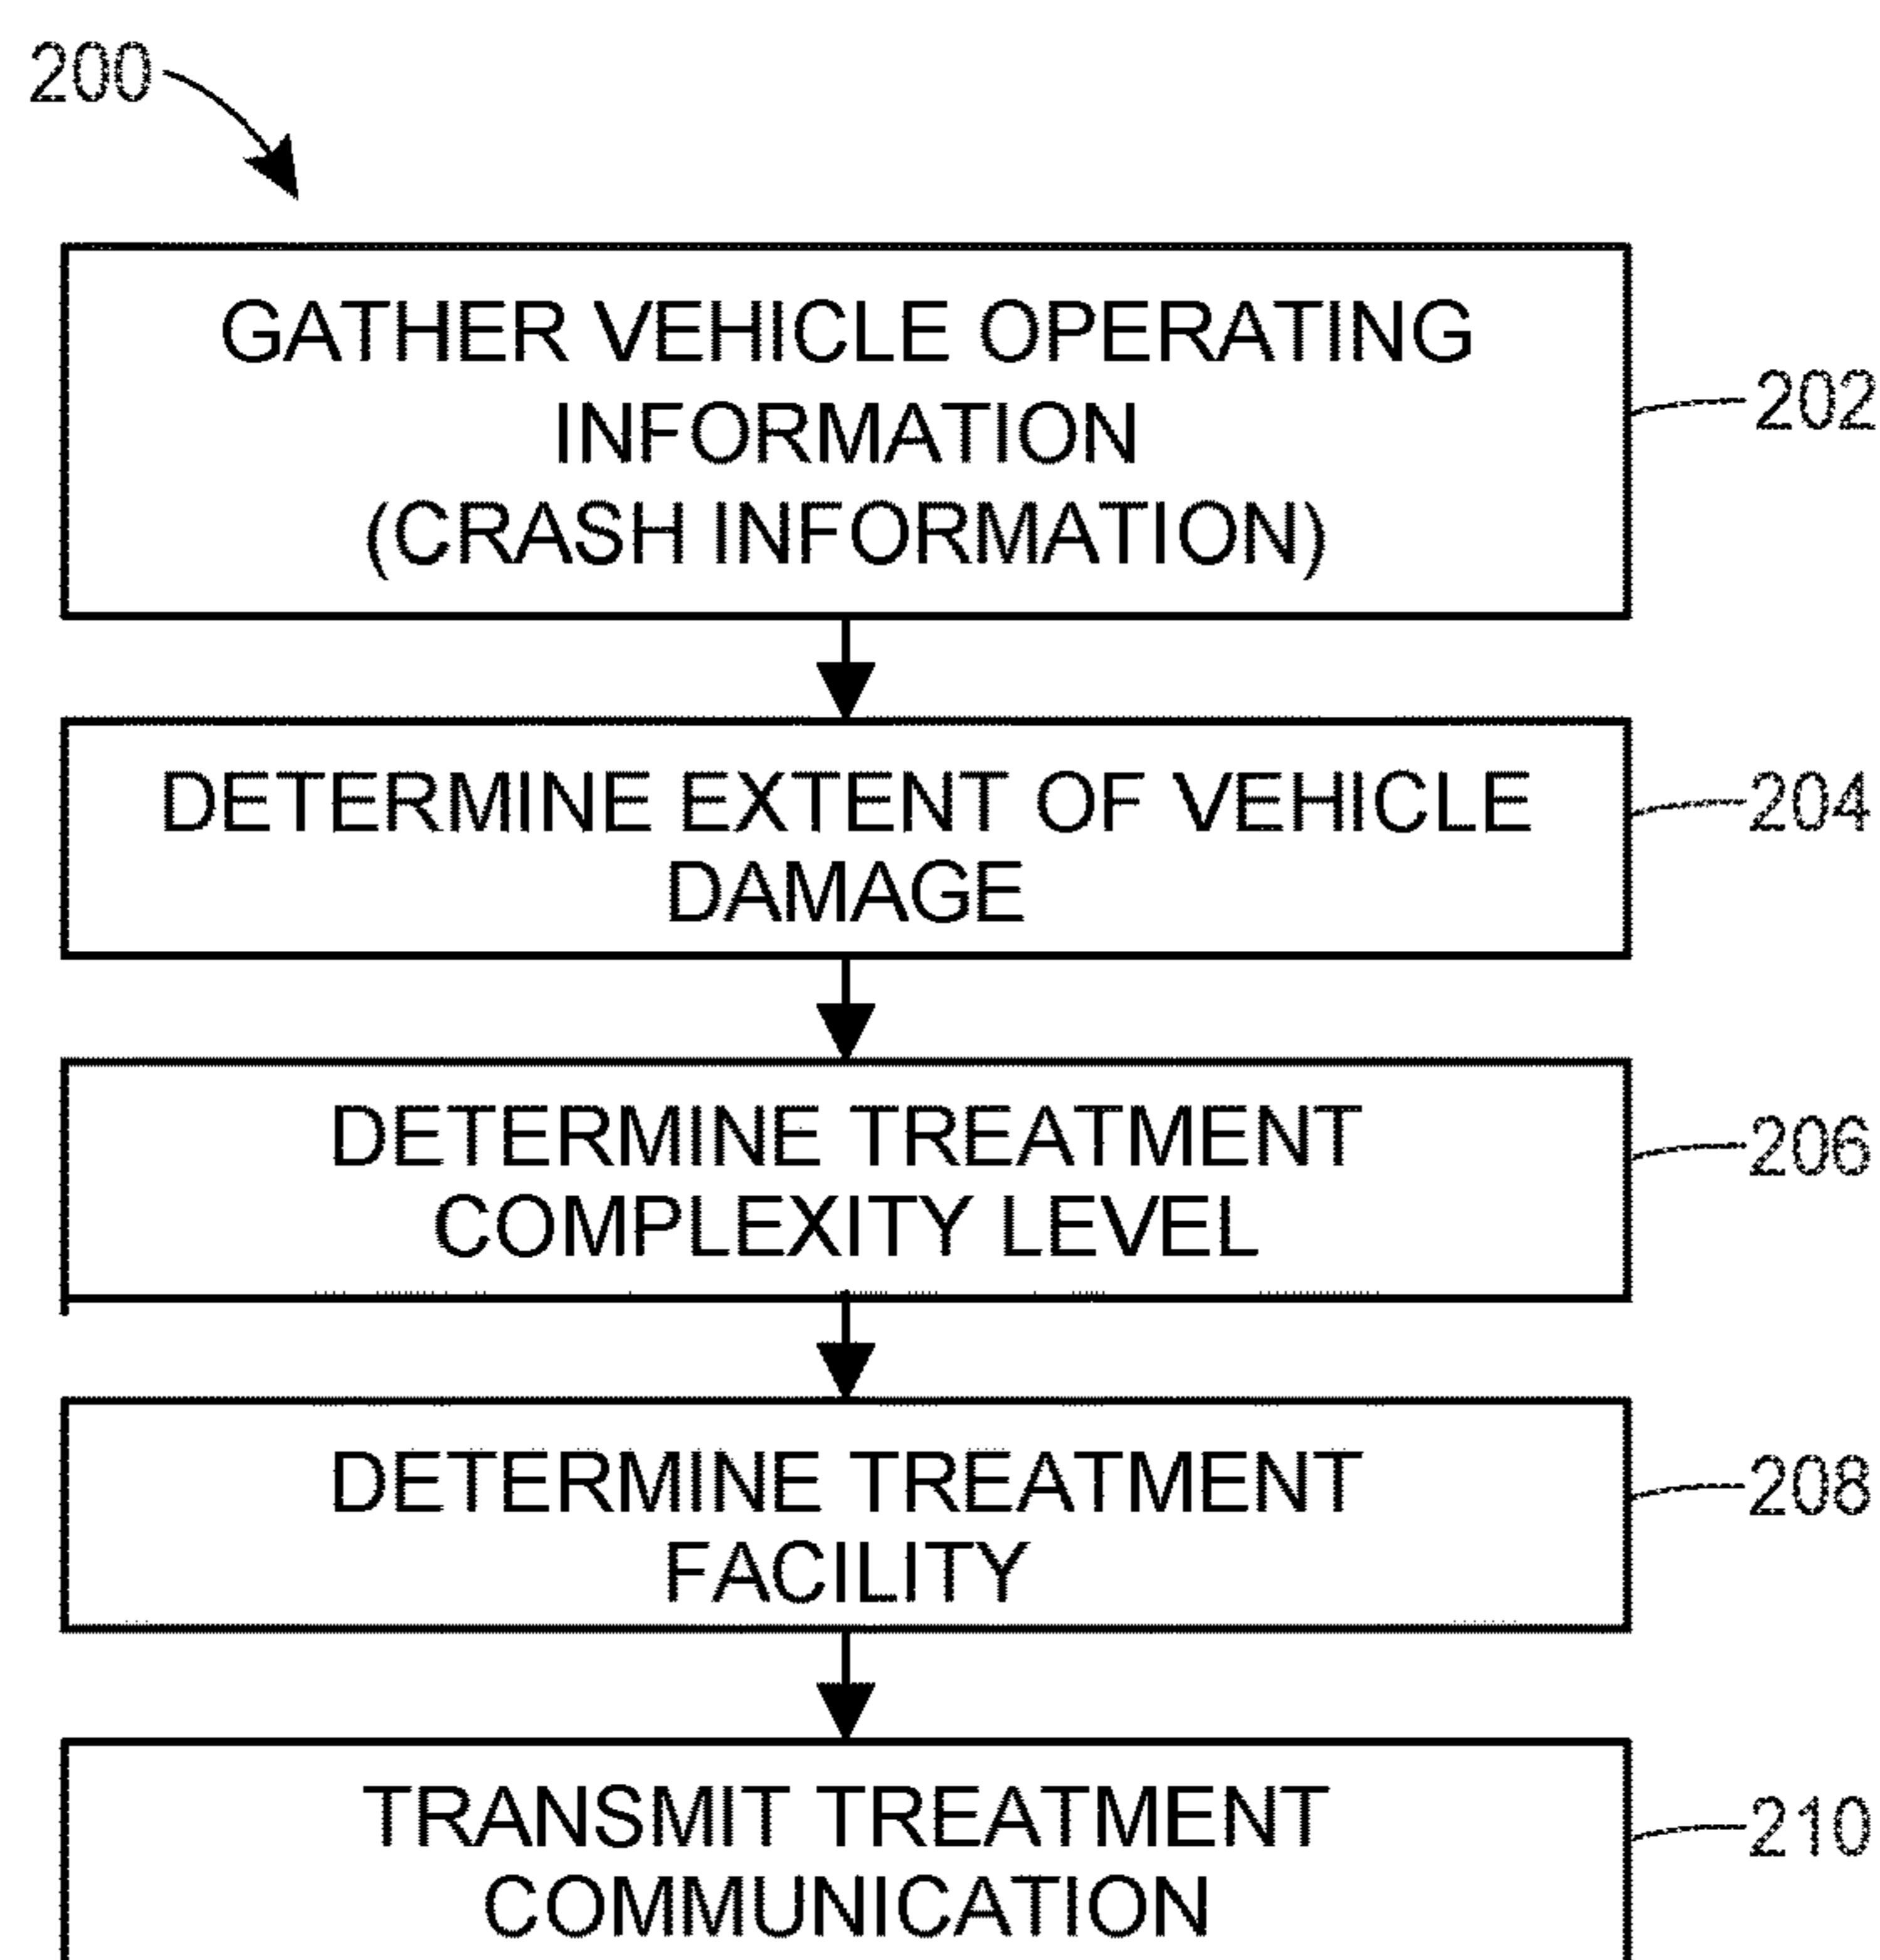 200
GATHER VEHICLE OPERATING
INFORMATION
(CRASH INFORMATION)
202
DETERMINE EXTENT OF VEHICLE
DAMAGE
204
DETERMINE TREATMENT
COMPLEXITY LEVEL
206
DETERMINE TREATMENT
FACILITY
208
TRANSMIT TREATMENT
COMMUNICATION
210